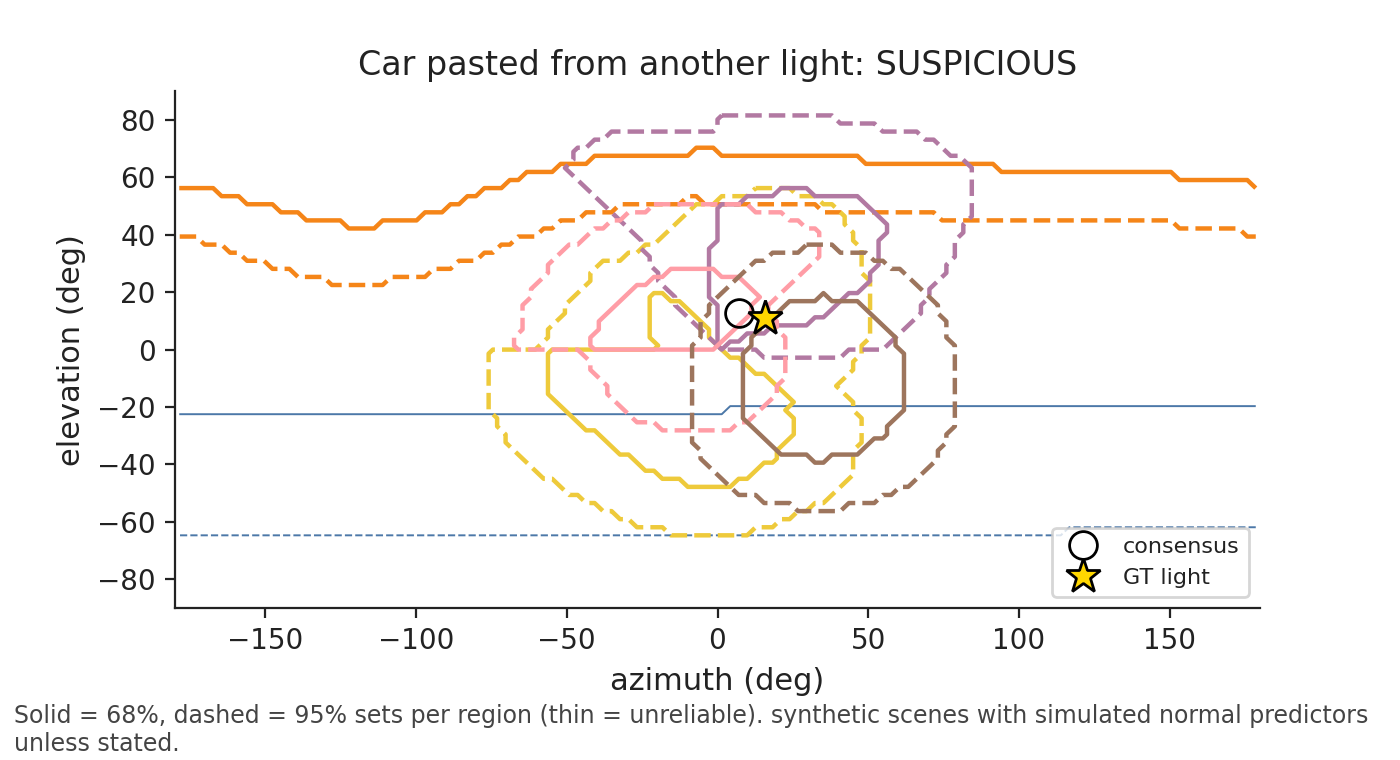 Car pasted from another light: SUSPICIOUS
80
60
40
20
0
−20
−40
−60
−80
elevation (deg)
consensus
GT light
−150
−100
−50
0
50
100
150
azimuth (deg)
Solid = 68%, dashed = 95% sets per region (thin = unreliable). synthetic scenes with simulated normal predictors
unless stated.